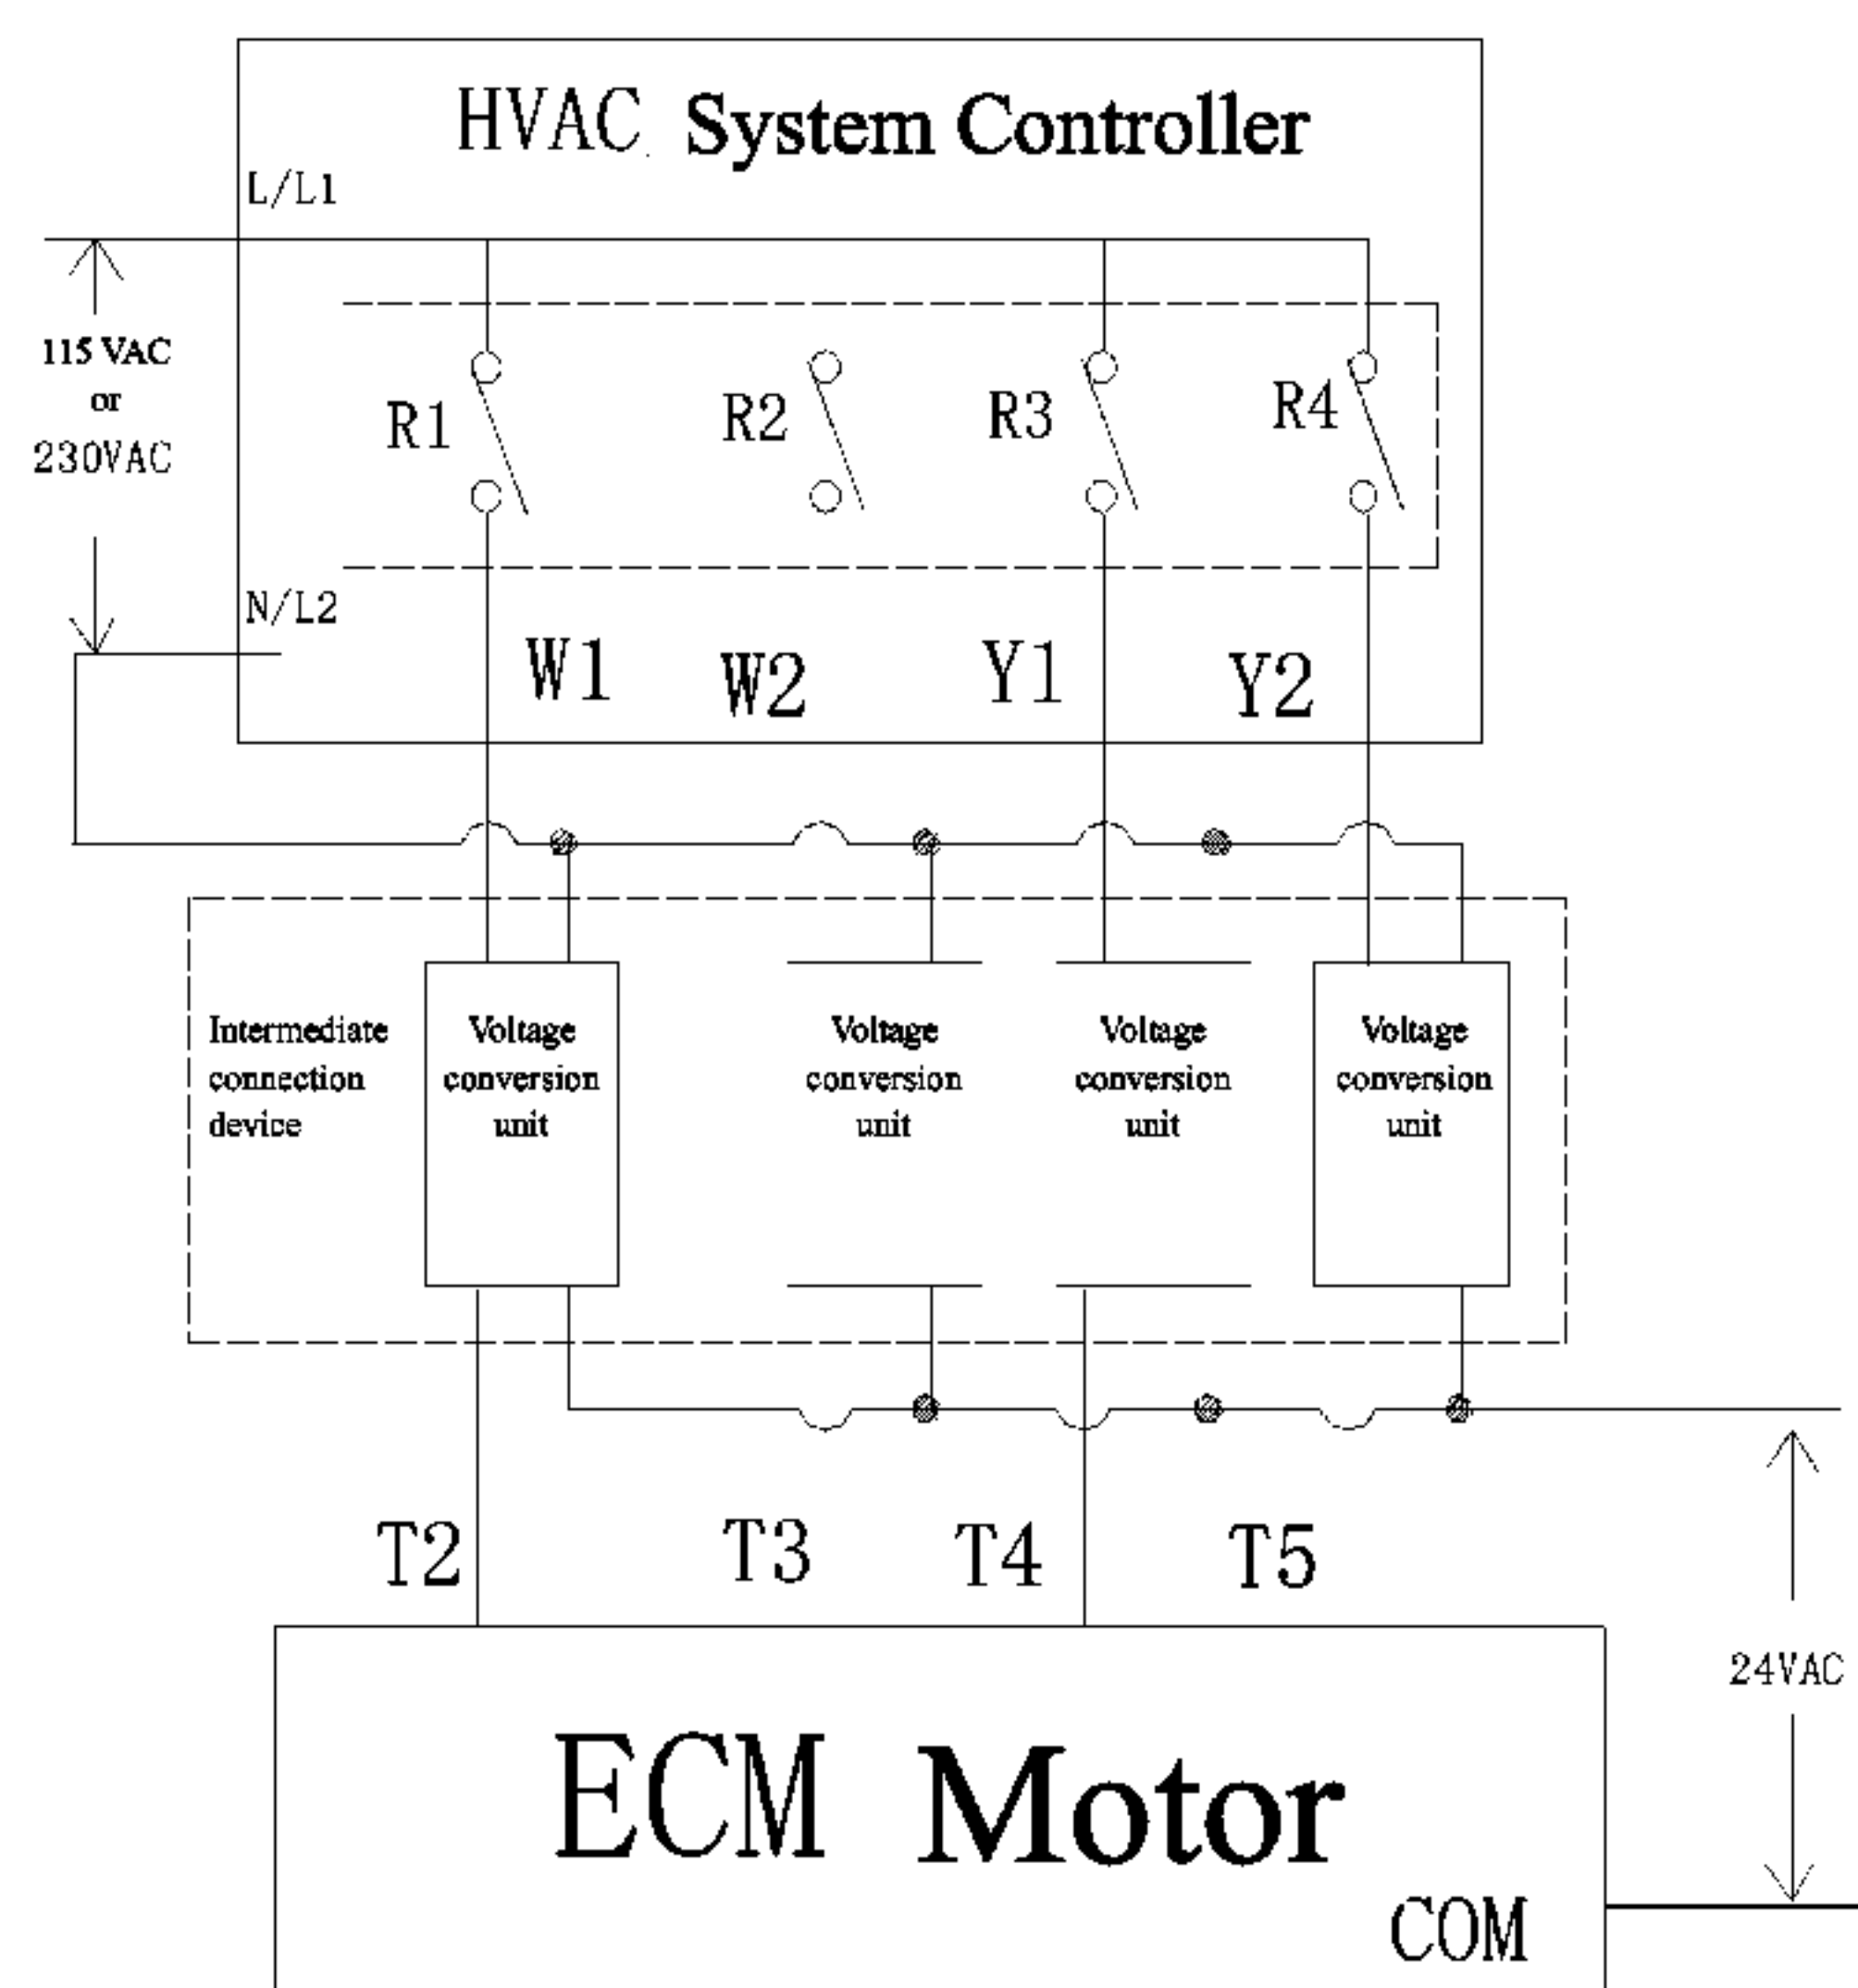 HVAC System Controller
L/L1
115 VAC
or
230VAC
R1
R2
R3
R4
N/L2
W1
W2
Y1
Y2
Intermediate
connection
device
Voltage
conversion
unit
Voltage
conversion
unit
Voltage
conversion
unit
Voltage
conversion
unit
T2
T3
T4
T5
24VAC
ECM Motor
COM